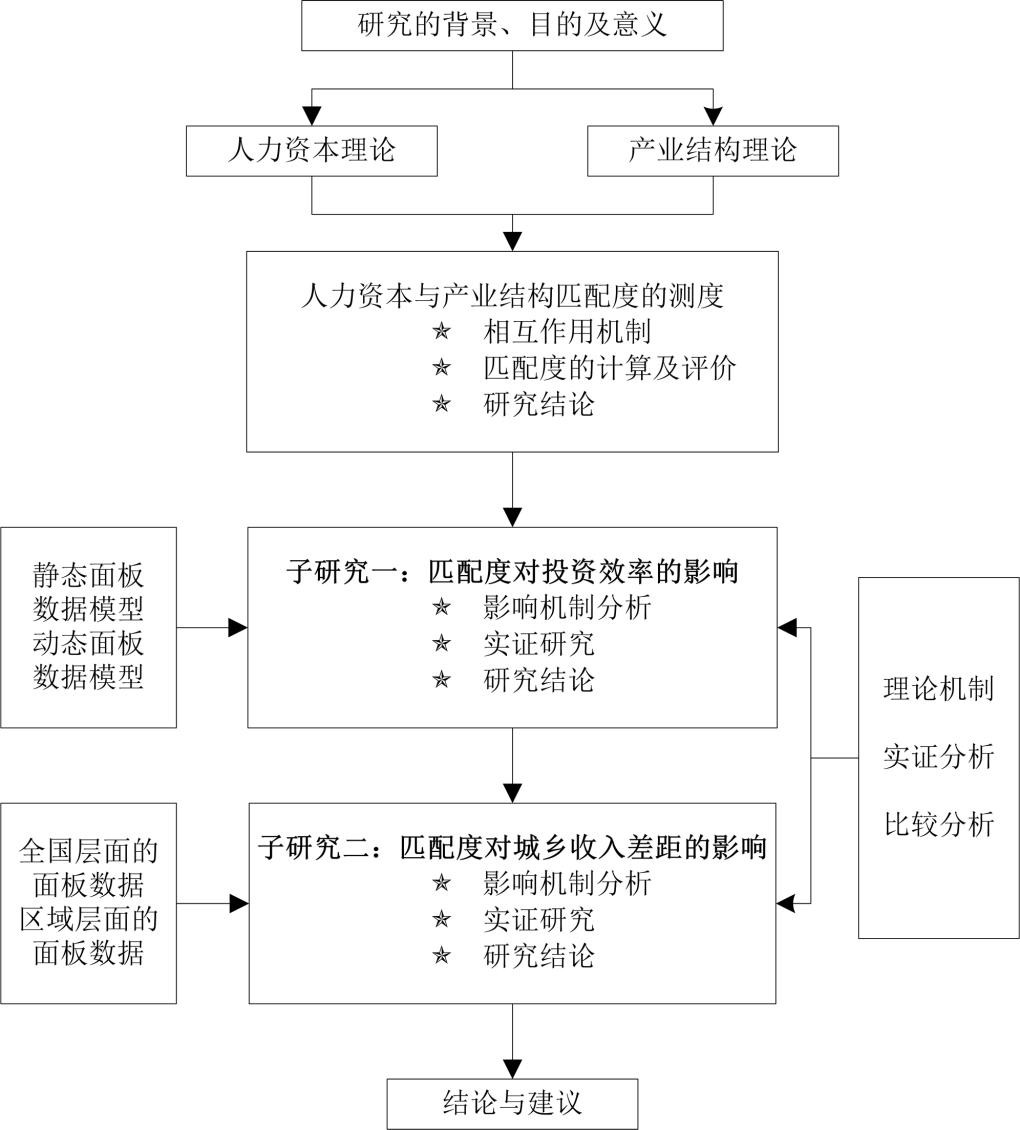 研究的背景、目的及意义
人力资本理论
产业结构理论
人力资本与产业结构匹配度的测度
✯ 相互作用机制
✯ 匹配度的计算及评价
✯ 研究结论
静态面板
数据模型
动态面板
数据模型
子研究一：匹配度对投资效率的影响
✯ 影响机制分析
✯ 实证研究
✯ 研究结论
理论机制
实证分析
比较分析
全国层面的
面板数据
区域层面的
面板数据
子研究二：匹配度对城乡收入差距的影响
✯ 影响机制分析
✯ 实证研究
✯ 研究结论
结论与建议